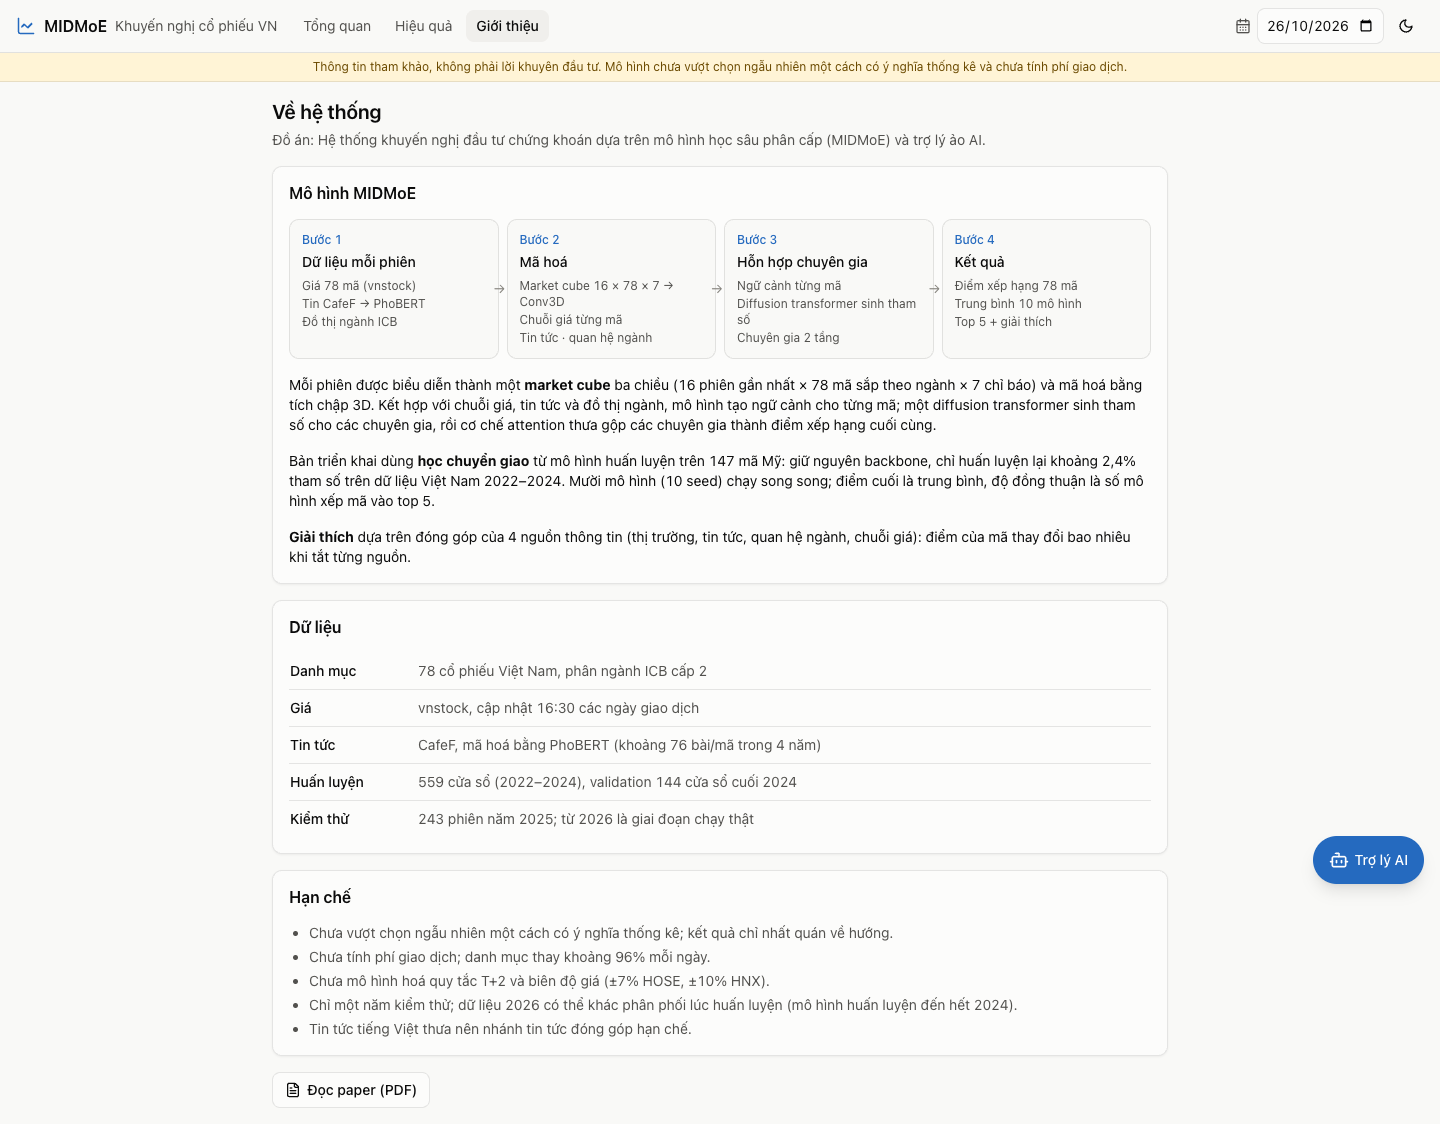 MIDMoE Khuyến nghị cổ phiếu VN Tổng quan Hiệu quả Giới thiệu 26/10/2026
Thông tin tham khảo, không phải lời khuyên đầu tư. Mô hình chưa vượt chọn ngẫu nhiên một cách có ý nghĩa thống kê và chưa tính phí giao dịch.
Về hệ thống
Đồ án: Hệ thống khuyến nghị đầu tư chứng khoán dựa trên mô hình học sâu phân cấp (MIDMoE) và trợ lý ảo AI.
Mô hình MIDMoE
Bước 1
Dữ liệu mỗi phiên
Giá 78 mã (vnstock)
Tin CafeF → PhoBERT
Đồ thị ngành ICB
→
Bước 2
Mã hoá
Market cube 16 × 78 × 7 →
Conv3D
Chuỗi giá từng mã
Tin tức · quan hệ ngành
→
Bước 3
Hỗn hợp chuyên gia
Ngữ cảnh từng mã
Diffusion transformer sinh tham
số
Chuyên gia 2 tầng
→
Bước 4
Kết quả
Điểm xếp hạng 78 mã
Trung bình 10 mô hình
Top 5 + giải thích
Mỗi phiên được biểu diễn thành một market cube ba chiều (16 phiên gần nhất × 78 mã sắp theo ngành × 7 chỉ báo) và mã hoá bằng
tích chập 3D. Kết hợp với chuỗi giá, tin tức và đồ thị ngành, mô hình tạo ngữ cảnh cho từng mã; một diffusion transformer sinh tham
số cho các chuyên gia, rồi cơ chế attention thưa gộp các chuyên gia thành điểm xếp hạng cuối cùng.
Bản triển khai dùng học chuyển giao từ mô hình huấn luyện trên 147 mã Mỹ: giữ nguyên backbone, chỉ huấn luyện lại khoảng 2,4%
tham số trên dữ liệu Việt Nam 2022–2024. Mười mô hình (10 seed) chạy song song; điểm cuối là trung bình, độ đồng thuận là số mô
hình xếp mã vào top 5.
Giải thích dựa trên đóng góp của 4 nguồn thông tin (thị trường, tin tức, quan hệ ngành, chuỗi giá): điểm của mã thay đổi bao nhiêu
khi tắt từng nguồn.
Dữ liệu
Danh mục 78 cổ phiếu Việt Nam, phân ngành ICB cấp 2
Giá vnstock, cập nhật 16:30 các ngày giao dịch
Tin tức CafeF, mã hoá bằng PhoBERT (khoảng 76 bài/mã trong 4 năm)
Huấn luyện 559 cửa sổ (2022–2024), validation 144 cửa sổ cuối 2024
Kiểm thử 243 phiên năm 2025; từ 2026 là giai đoạn chạy thật
Trợ lý AI
Hạn chế
• Chưa vượt chọn ngẫu nhiên một cách có ý nghĩa thống kê; kết quả chỉ nhất quán về hướng.
• Chưa tính phí giao dịch; danh mục thay khoảng 96% mỗi ngày.
• Chưa mô hình hoá quy tắc T+2 và biên độ giá (±7% HOSE, ±10% HNX).
• Chỉ một năm kiểm thử; dữ liệu 2026 có thể khác phân phối lúc huấn luyện (mô hình huấn luyện đến hết 2024).
• Tin tức tiếng Việt thưa nên nhánh tin tức đóng góp hạn chế.
Đọc paper (PDF)